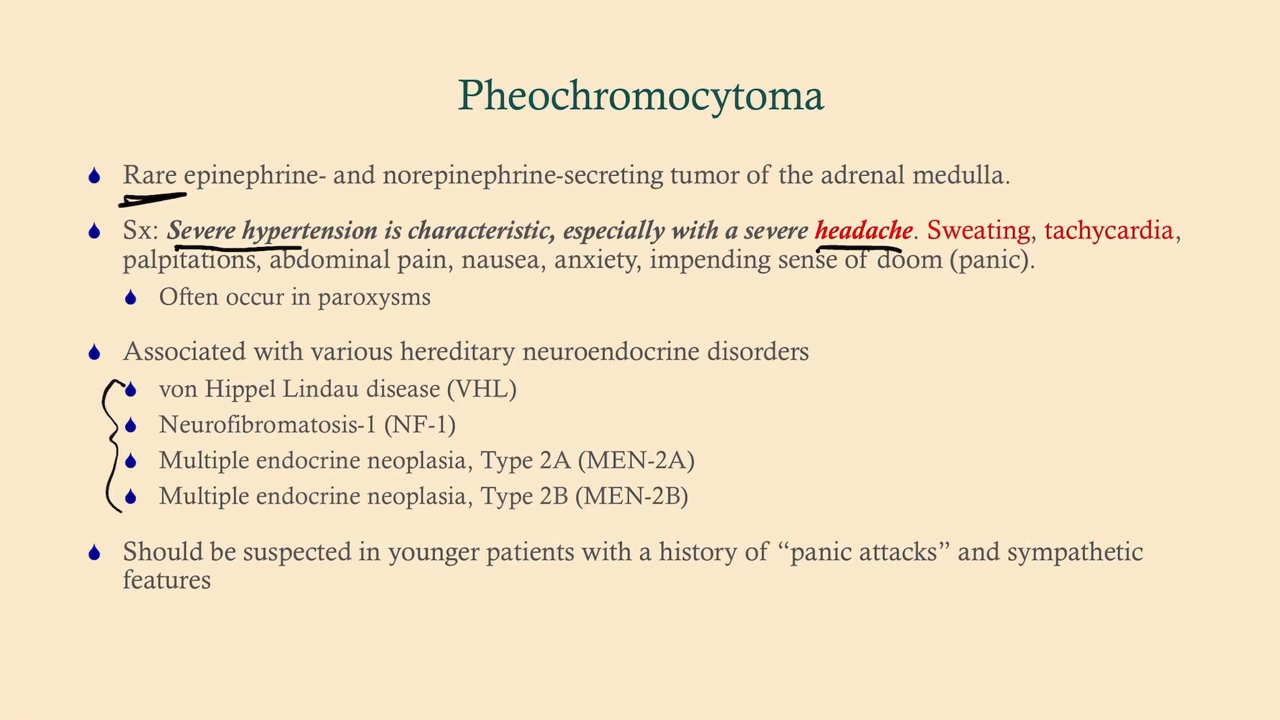 Pheochromocytoma
Rare epinephrine- and norepinephrine-secreting tumor of the adrenal medulla.
Sx: Severe hypertension is characteristic, especially with a severe headache. Sweating, tachycardia,
palpitations, abdominal pain, nausea, anxiety, impending sense of doom (panic).
Often occur in paroxysms
Associated with various hereditary neuroendocrine disorders
von Hippel Lindau disease (VHL)
Neurofibromatosis-1 (NF-1)
Multiple endocrine neoplasia, Type 2A (MEN-2A)
Multiple endocrine neoplasia, Type 2B (MEN-2B)
Should be suspected in younger patients with a history of “panic attacks” and sympathetic
features